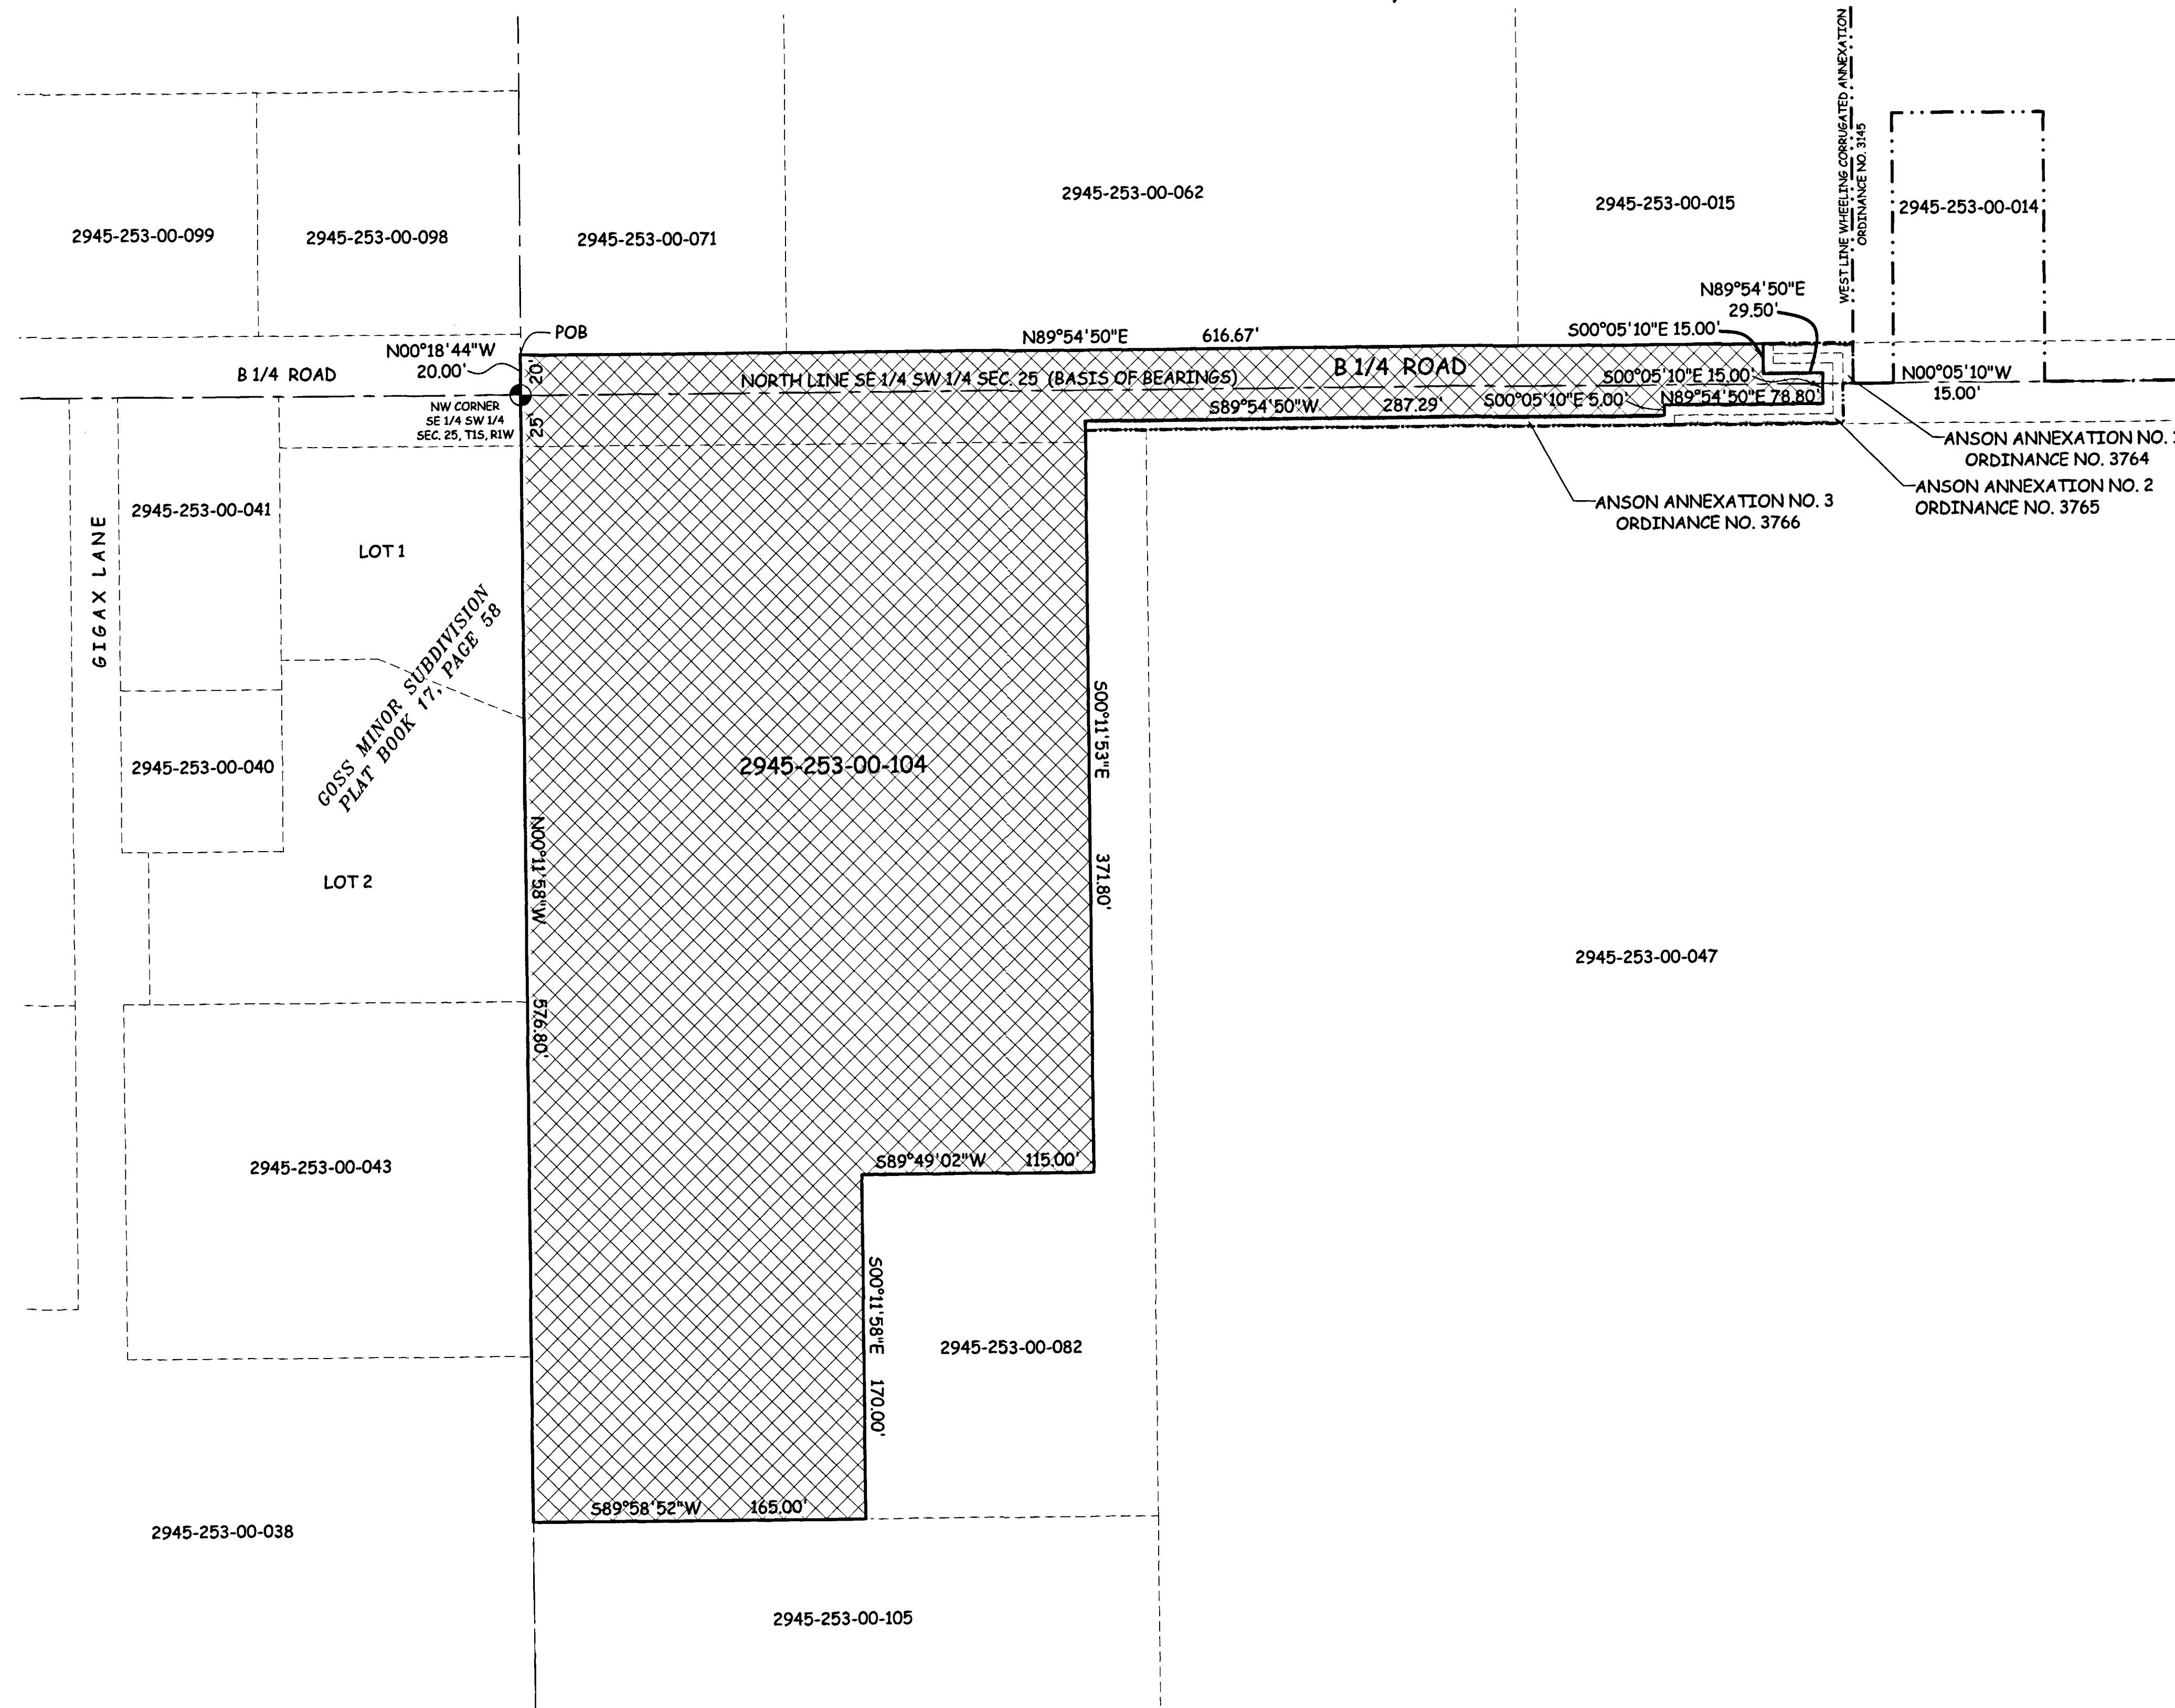 WEST LINE WHEELING CORRUGATED ANNEXATION
ORDINANCE NO. 3145
2945-253-00-099
2945-253-00-098
2945-253-00-071
2945-253-00-062
2945-253-00-015
2945-253-00-014
N89°54'50"E
29.50'
S00°05'10"E 15.00'
POB
N89°54'50"E 616.67'
N00°18'44"W
20.00'
B 1/4 ROAD
20'
NORTH LINE SE 1/4 SW 1/4 SEC. 25 (BASIS OF BEARINGS)
B 1/4 ROAD
S00°05'10"E 15.00'
N00°05'10"W
15.00'
NW CORNER
SE 1/4 SW 1/4
SEC. 25, T1S, R1W
25'
S89°54'50"W 287.29'
S00°05'10"E 5.00'
N89°54'50"E 78.80'
ANSON ANNEXATION NO.
ORDINANCE NO. 3764
ANSON ANNEXATION NO. 2
ORDINANCE NO. 3765
ANSON ANNEXATION NO. 3
ORDINANCE NO. 3766
GIGAX LANE
2945-253-00-041
LOT 1
GOSS MINOR SUBDIVISION
PLAT BOOK 17, PAGE 58
2945-253-00-040
LOT 2
2945-253-00-104
S00°11'53"E 371.80'
N00°11'58"W 576.80'
2945-253-00-047
2945-253-00-043
S89°49'02"W 115.00'
S00°11'58"E 170.00'
2945-253-00-082
S89°58'52"W 165.00'
2945-253-00-038
2945-253-00-105